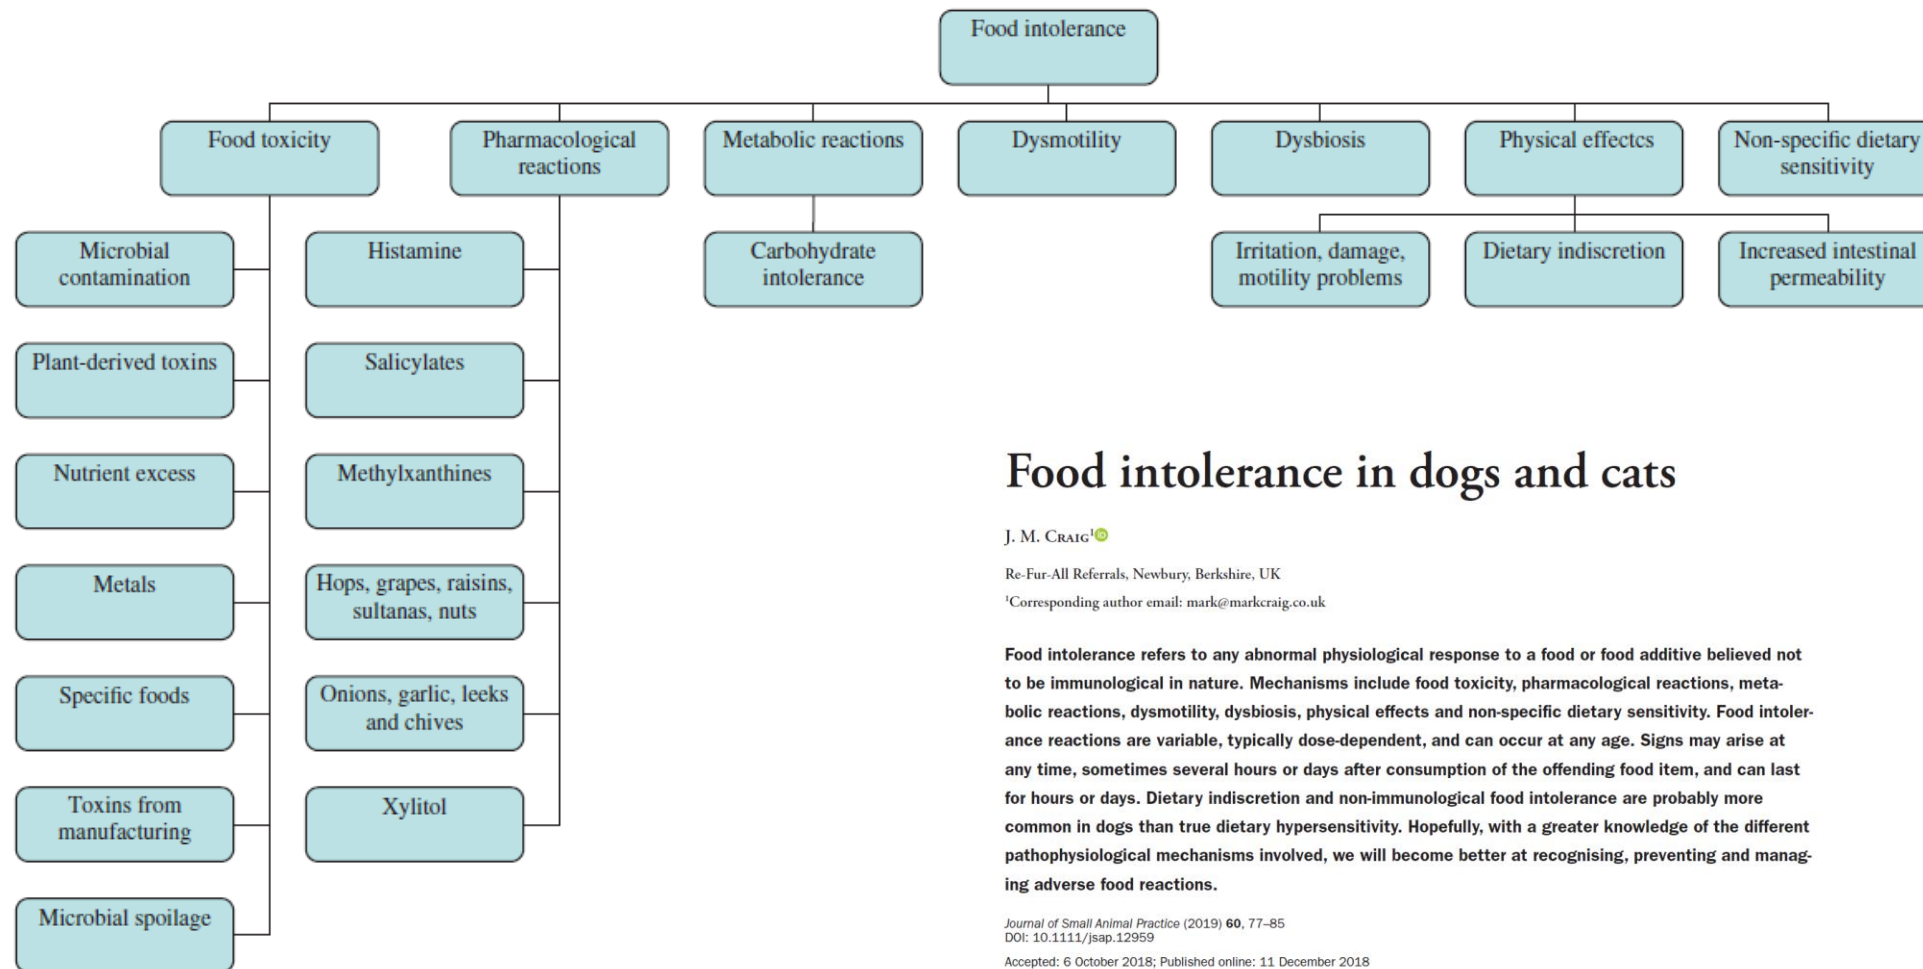 Food intolerance
Food toxicity
Pharmacological
reactions
Metabolic reactions
Dysmotility
Dysbiosis
Physical effectcs
Non-specific dietary
sensitivity
Microbial
contamination
Plant-derived toxins
Nutrient excess
Metals
Specific foods
Toxins from
manufacturing
Microbial spoilage
Histamine
Salicylates
Methylxanthines
Hops, grapes, raisins,
sultanas, nuts
Onions, garlic, leeks
and chives
Xylitol
Carbohydrate
intolerance
Irritation, damage,
motility problems
Dietary indiscretion
Increased intestinal
permeability
Food intolerance in dogs and cats
J. M. Craig¹ iD
Re-Fur-All Referrals, Newbury, Berkshire, UK
¹Corresponding author email: mark@markcraig.co.uk
Food intolerance refers to any abnormal physiological response to a food or food additive believed not
to be immunological in nature. Mechanisms include food toxicity, pharmacological reactions, meta-
bolic reactions, dysmotility, dysbiosis, physical effects and non-specific dietary sensitivity. Food intoler-
ance reactions are variable, typically dose-dependent, and can occur at any age. Signs may arise at
any time, sometimes several hours or days after consumption of the offending food item, and can last
for hours or days. Dietary indiscretion and non-immunological food intolerance are probably more
common in dogs than true dietary hypersensitivity. Hopefully, with a greater knowledge of the different
pathophysiological mechanisms involved, we will become better at recognising, preventing and manag-
ing adverse food reactions.
Journal of Small Animal Practice (2019) 60, 77–85
DOI: 10.1111/jsap.12959
Accepted: 6 October 2018; Published online: 11 December 2018